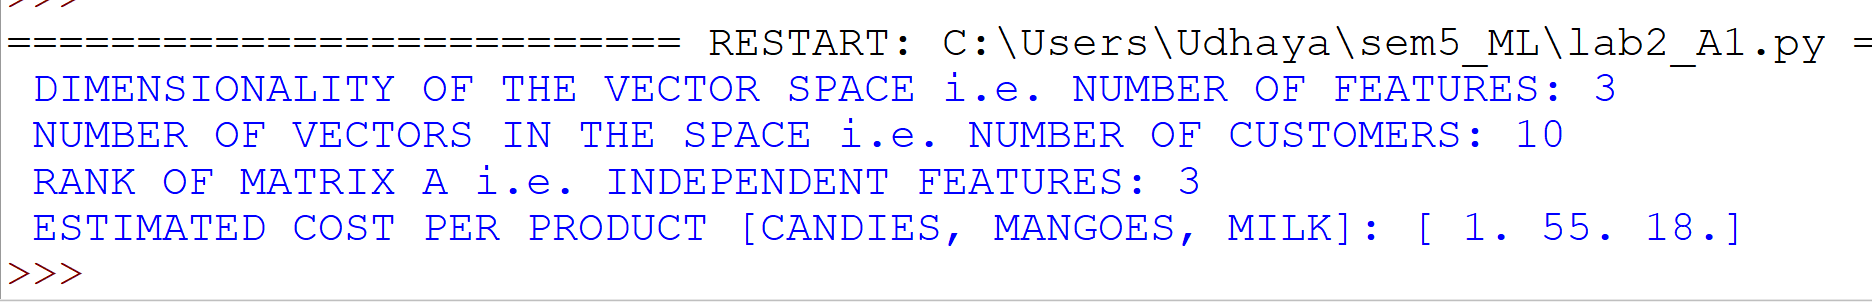 >>>
=========================== RESTART: C:\Users\Udhaya\sem5_ML\lab2_A1.py =
DIMENSIONALITY OF THE VECTOR SPACE i.e. NUMBER OF FEATURES: 3
NUMBER OF VECTORS IN THE SPACE i.e. NUMBER OF CUSTOMERS: 10
RANK OF MATRIX A i.e. INDEPENDENT FEATURES: 3
ESTIMATED COST PER PRODUCT [CANDIES, MANGOES, MILK]: [ 1. 55. 18.]
>>>